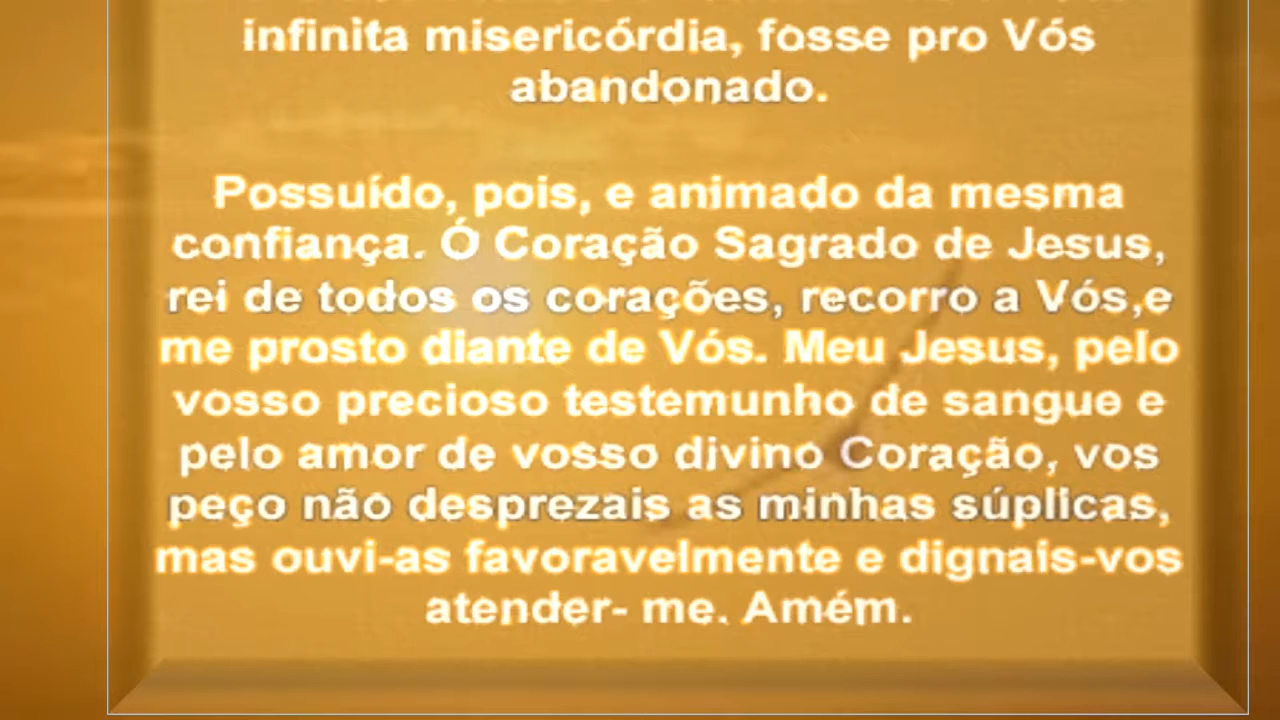 infinita misericórdia, fosse pro Vós
abandonado.
Possuído, pois, e animado da mesma
confiança. Ó Coração Sagrado de Jesus,
rei de todos os corações, recorro a Vós,e
me prosto diante de Vós. Meu Jesus, pelo
vosso precioso testemunho de sangue e
pelo amor de vosso divino Coração, vos
peço não desprezais as minhas súplicas,
mas ouvi-as favoravelmente e dignais-vos
atender- me. Amém.